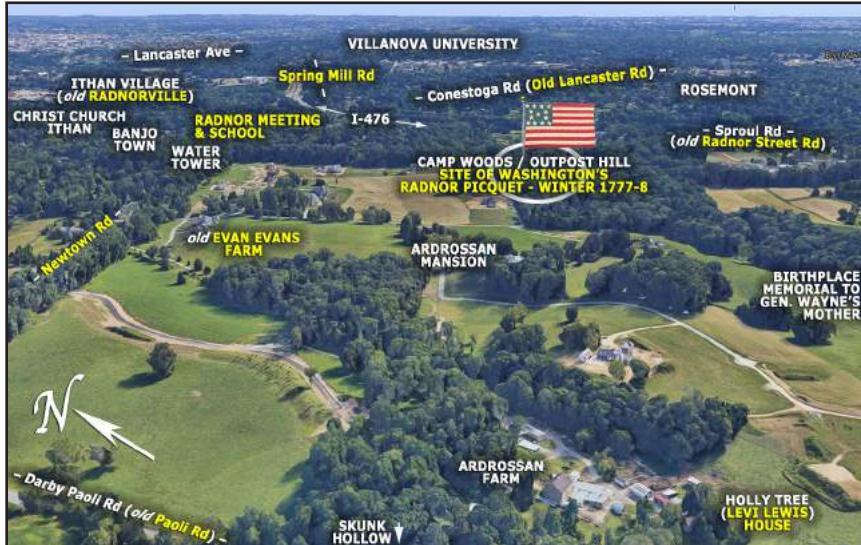 – Lancaster Ave –
VILLANOVA UNIVERSITY
Spring Mill Rd
ITHAN VILLAGE
(old RADNORVILLE)
– Conestoga Rd (Old Lancaster Rd) –
ROSEMONT
CHRIST CHURCH
ITHAN
BANJO
TOWN
RADNOR MEETING
& SCHOOL
I-476
WATER
TOWER
– Sproul Rd –
(old Radnor Street Rd)
CAMP WOODS / OUTPOST HILL
SITE OF WASHINGTON'S
RADNOR PICQUET - WINTER 1777-8
– Newtown Rd –
old EVAN EVANS
FARM
ARDROSSAN
MANSION
BIRTHPLACE
MEMORIAL TO
GEN. WAYNE'S
MOTHER
N
ARDROSSAN
FARM
– Darby Paoli Rd (old Paoli Rd) –
SKUNK
HOLLOW
HOLLY TREE
(LEVI LEWIS)
HOUSE